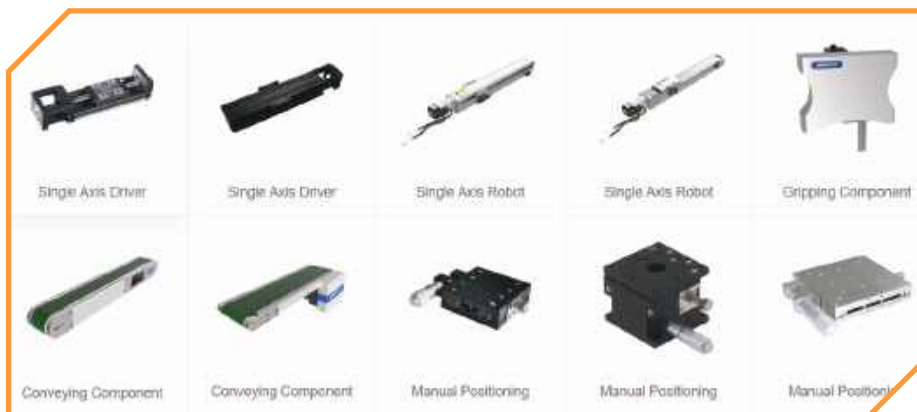 Single Axis Driver
Single Axis Driver
Single Axis Robot
Single Axis Robot
Gripping Component
Conveying Component
Conveying Component
Manual Positioning
Manual Positioning
Manual